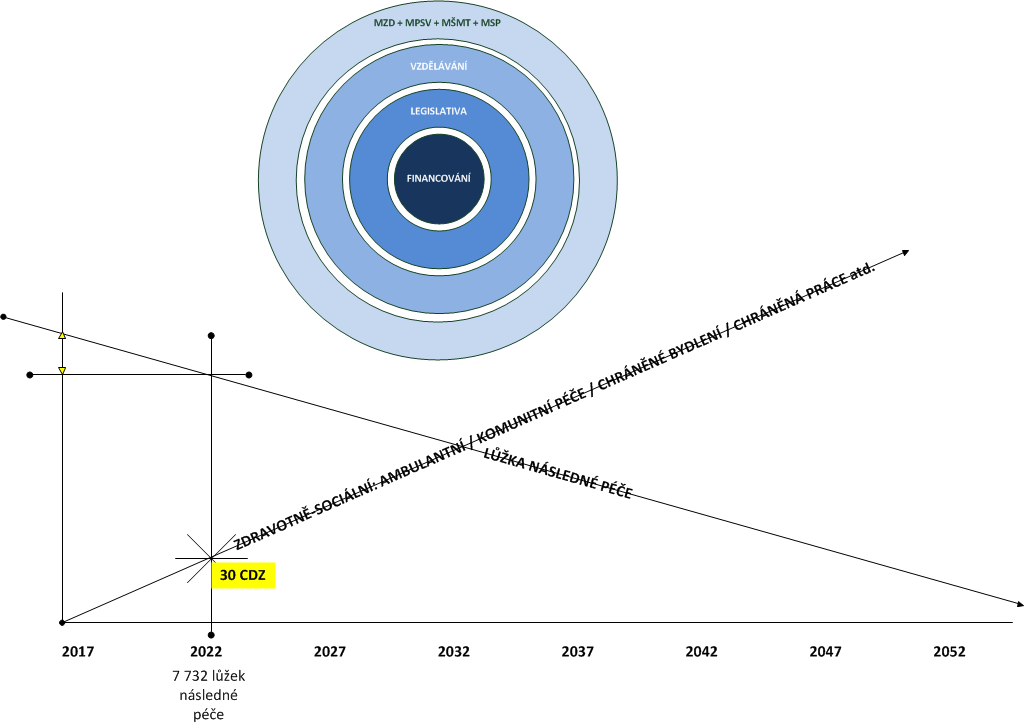 MZD + MPSV + MŠMT + MSP
VZDĚLÁVÁNÍ
LEGISLATIVA
FINANCOVÁNÍ
ZDRAVOTNĚ-SOCIÁLNÍ: AMBULANTNÍ / KOMUNITNÍ PÉČE / CHRÁNĚNÉ BYDLENÍ / CHRÁNĚNÁ PRÁCE atd.
LŮŽKA NÁSLEDNÉ PÉČE
30 CDZ
2017 2022 2027 2032 2037 2042 2047 2052
7 732 lůžek
následné
péče